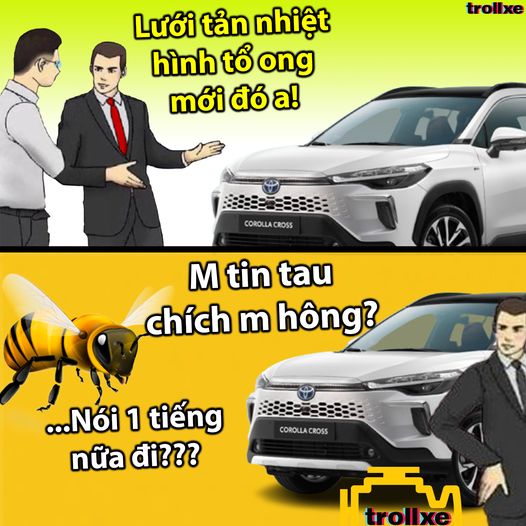 trollxe
Lưới tản nhiệt
hình tổ ong
mới đó a!
COROLLA CROSS
M tin tau
chích m hông?
...Nói 1 tiếng
nữa đi???
COROLLA CROSS
trollxe